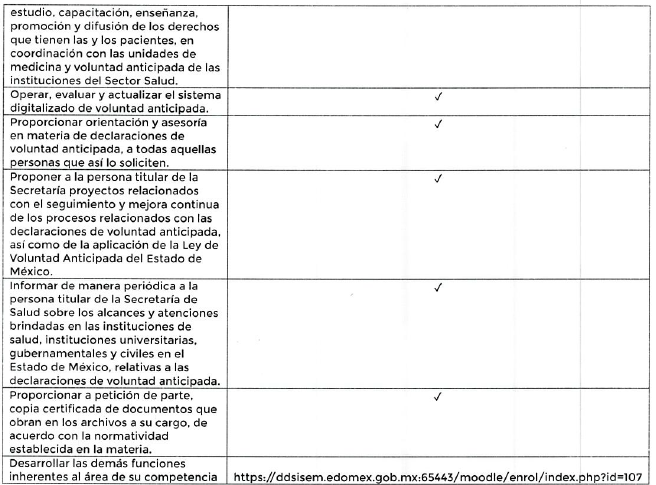 estudio, capacitación, enseñanza,
promoción y difusión de los derechos
que tienen las y los pacientes, en
coordinación con las unidades de
medicina y voluntad anticipada de las
instituciones del Sector Salud.
Operar, evaluar y actualizar el sistema
digitalizado de voluntad anticipada.
✓
Proporcionar orientación y asesoría
en materia de declaraciones de
voluntad anticipada, a todas aquellas
personas que así lo soliciten.
✓
Proponer a la persona titular de la
Secretaría proyectos relacionados
con el seguimiento y mejora continua
de los procesos relacionados con las
declaraciones de voluntad anticipada,
así como de la aplicación de la Ley de
Voluntad Anticipada del Estado de
México.
✓
Informar de manera periódica a la
persona titular de la Secretaría de
Salud sobre los alcances y atenciones
brindadas en las instituciones de
salud, instituciones universitarias,
gubernamentales y civiles en el
Estado de México, relativas a las
declaraciones de voluntad anticipada.
✓
Proporcionar a petición de parte,
copia certificada de documentos que
obran en los archivos a su cargo, de
acuerdo con la normatividad
establecida en la materia.
✓
Desarrollar las demás funciones
inherentes al área de su competencia
https://ddsisem.edomex.gob.mx:65443/moodle/enrol/index.php?id=107